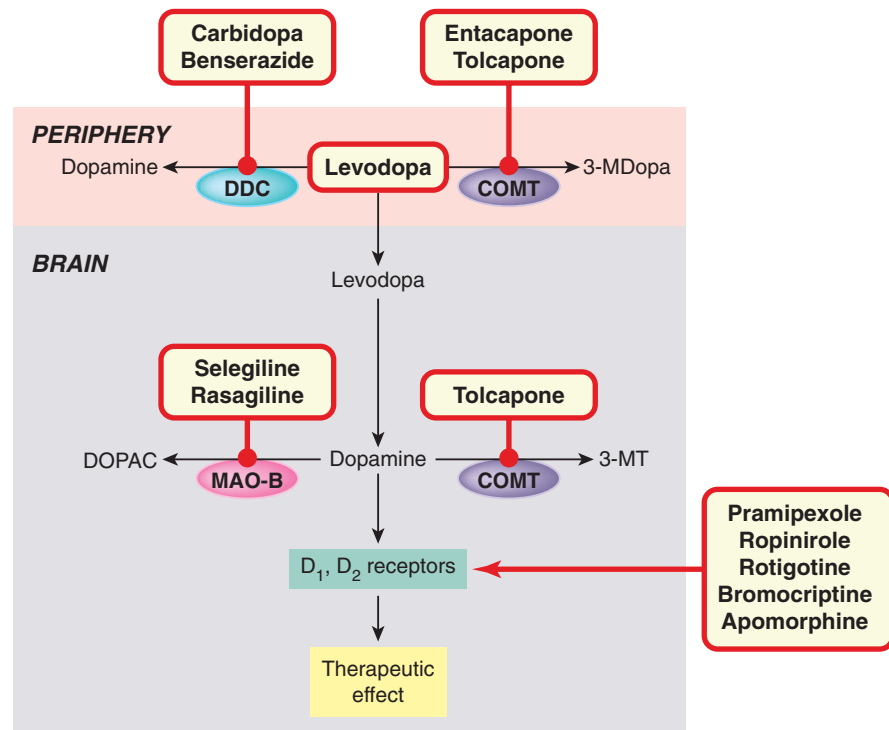 Carbidopa
Benserazide
Entacapone
Tolcapone
PERIPHERY
Dopamine
Levodopa
3-MDopa
DDC
COMT
BRAIN
Levodopa
Selegiline
Rasagiline
Tolcapone
DOPAC
Dopamine
3-MT
MAO-B
COMT
Pramipexole
Ropinirole
Rotigotine
Bromocriptine
Apomorphine
D₁, D₂ receptors
Therapeutic
effect